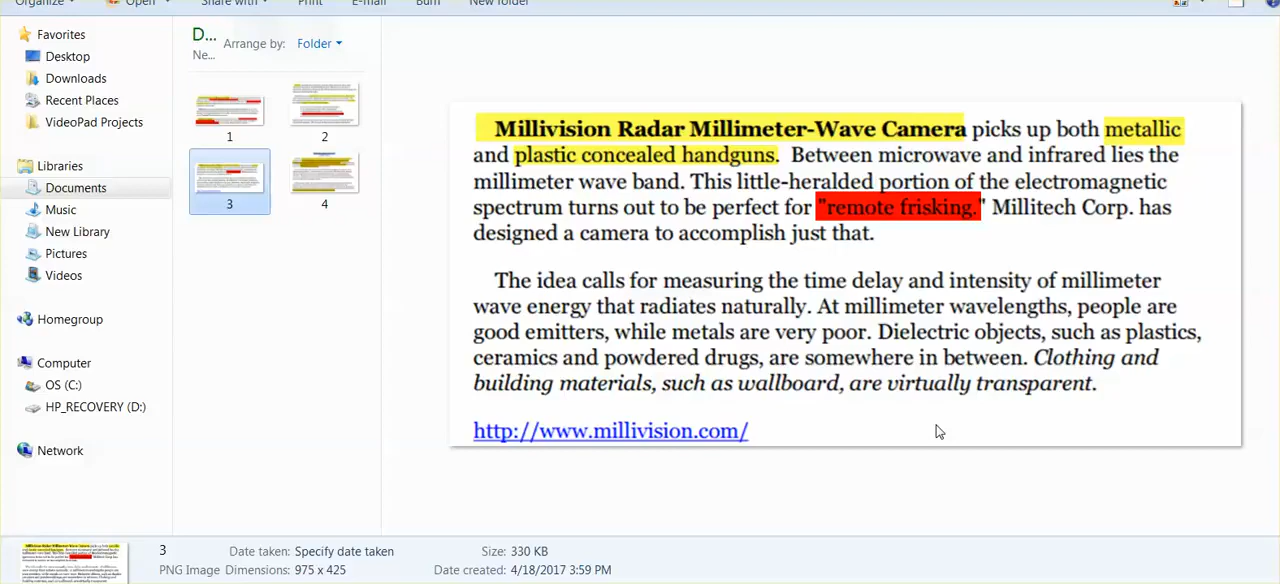 Organize
Open
Share with
Print
E-mail
Burn
New folder
Favorites
Desktop
Downloads
Recent Places
VideoPad Projects
Libraries
Documents
Music
New Library
Pictures
Videos
Homegroup
Computer
OS (C:)
HP_RECOVERY (D:)
Network
D...
Ne...
Arrange by: Folder
1
2
3
4
Millivision Radar Millimeter-Wave Camera picks up both metallic
and plastic concealed handguns. Between microwave and infrared lies the
millimeter wave band. This little-heralded portion of the electromagnetic
spectrum turns out to be perfect for "remote frisking." Millitech Corp. has
designed a camera to accomplish just that.
The idea calls for measuring the time delay and intensity of millimeter
wave energy that radiates naturally. At millimeter wavelengths, people are
good emitters, while metals are very poor. Dielectric objects, such as plastics,
ceramics and powdered drugs, are somewhere in between. Clothing and
building materials, such as wallboard, are virtually transparent.
http://www.millivision.com/
3
PNG Image
Date taken: Specify date taken
Dimensions: 975 x 425
Size: 330 KB
Date created: 4/18/2017 3:59 PM